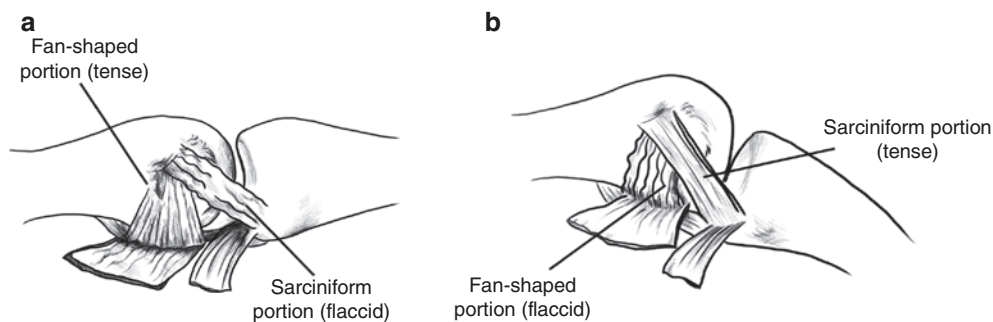 a
Fan-shaped
portion (tense)
Sarciniform
portion (flaccid)
b
Sarciniform portion
(tense)
Fan-shaped
portion (flaccid)